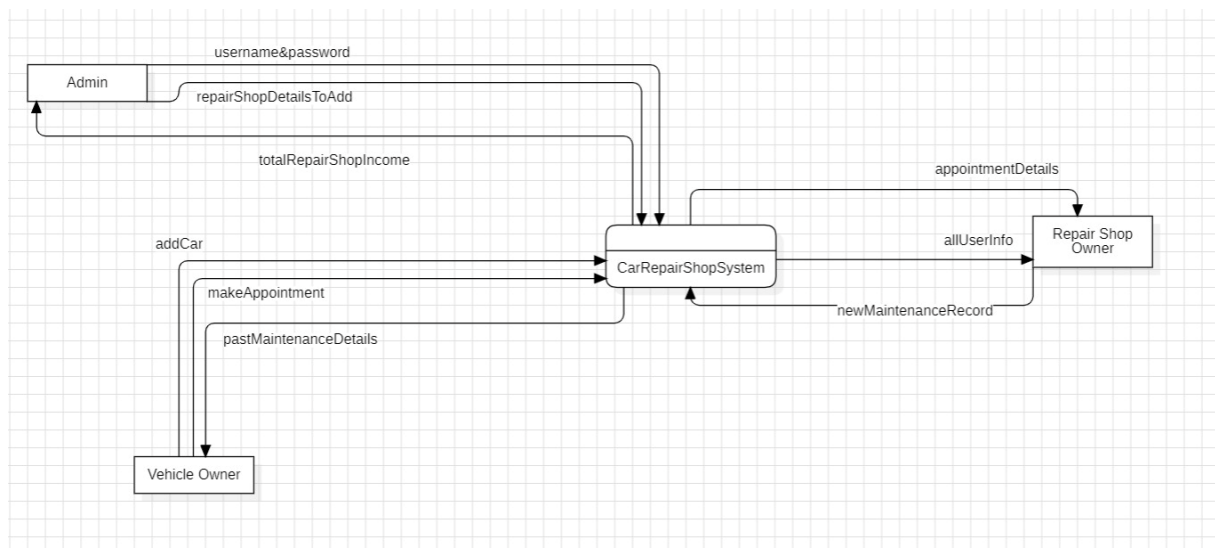 username&password
Admin
repairShopDetailsToAdd
totalRepairShopIncome
appointmentDetails
Repair Shop
Owner
allUserInfo
addCar
CarRepairShopSystem
makeAppointment
newMaintenanceRecord
pastMaintenanceDetails
Vehicle Owner